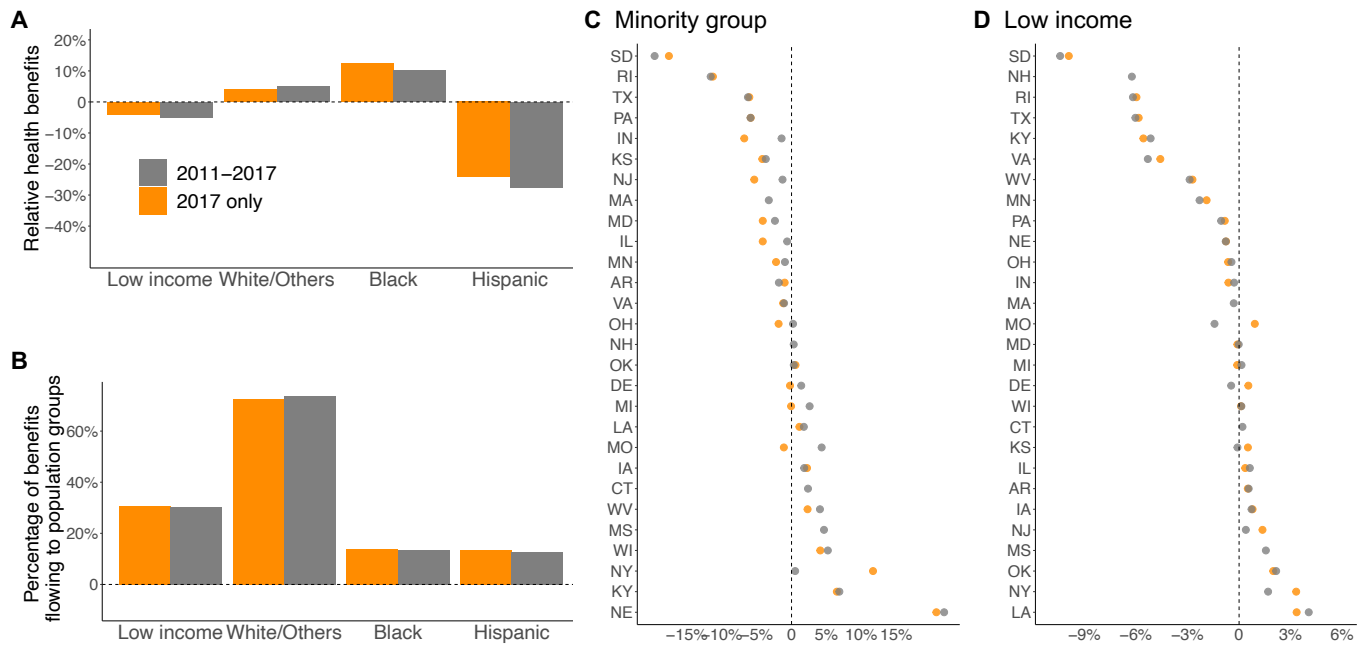 A
Relative health benefits
20%
10%
0
−10%
−20%
−30%
−40%
2011−2017
2017 only
Low income White/Others Black Hispanic
B
Percentage of benefits
flowing to population groups
60%
40%
20%
0
Low income White/Others Black Hispanic
C Minority group
SD
RI
TX
PA
IN
KS
NJ
MA
MD
IL
MN
AR
VA
OH
NH
OK
DE
MI
LA
MO
IA
CT
WV
MS
WI
NY
KY
NE
−15% −10% −5% 0 5% 10% 15%
D Low income
SD
NH
RI
TX
KY
VA
WV
MN
PA
NE
OH
IN
MA
MO
MD
MI
DE
WI
CT
KS
IL
AR
IA
NJ
MS
OK
NY
LA
−9% −6% −3% 0 3% 6%